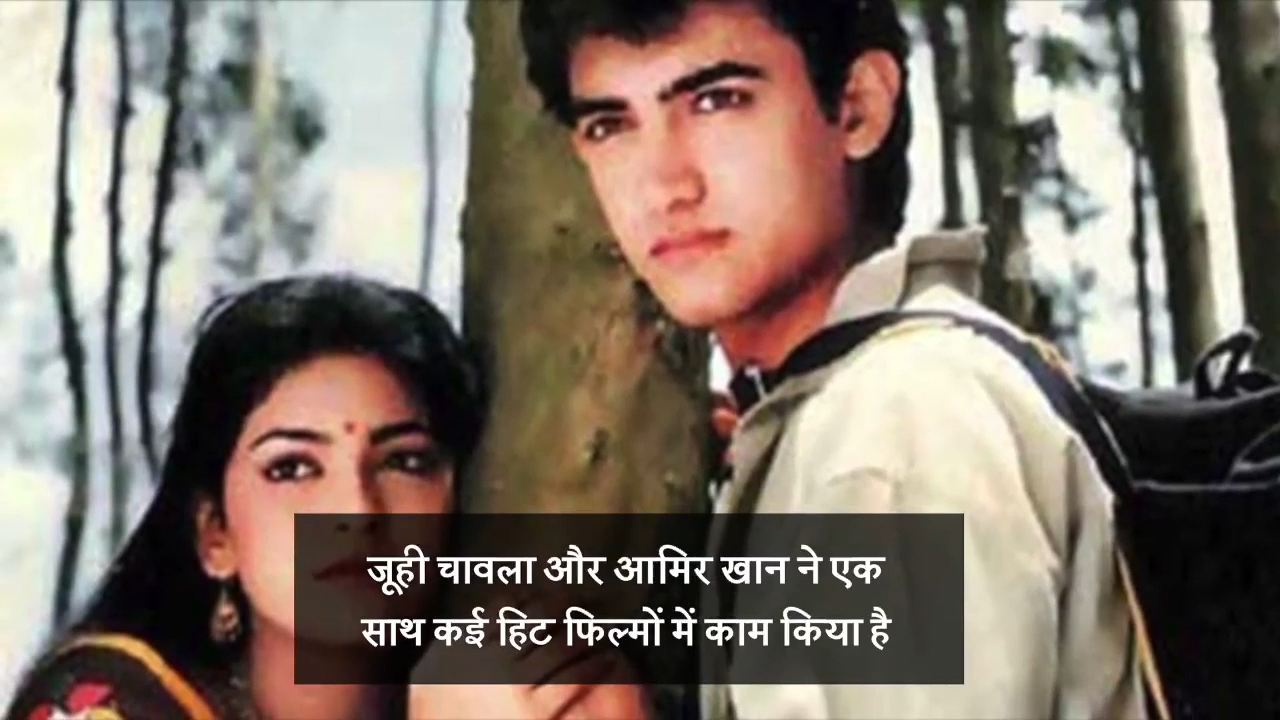 जूही चावला और आमिर खान ने एक
साथ कई हिट फिल्मों में काम किया है